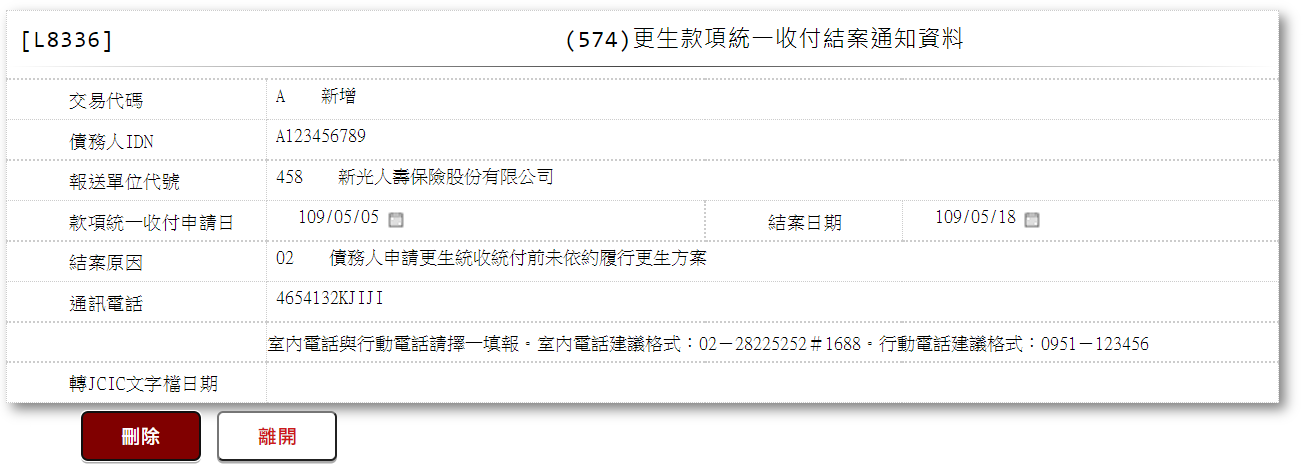 [L8336] (574)更生款項統一收付結案通知資料
交易代碼 A 新增
債務人IDN A123456789
報送單位代號 458 新光人壽保險股份有限公司
款項統一收付申請日 109/05/05 結案日期 109/05/18
結案原因 02 債務人申請更生統收統付前未依約履行更生方案
通訊電話 4654132KJIJI
室內電話與行動電話請擇一填報。室內電話建議格式：02－28225252＃1688。行動電話建議格式：0951－123456
轉JCIC文字檔日期
刪除 離開